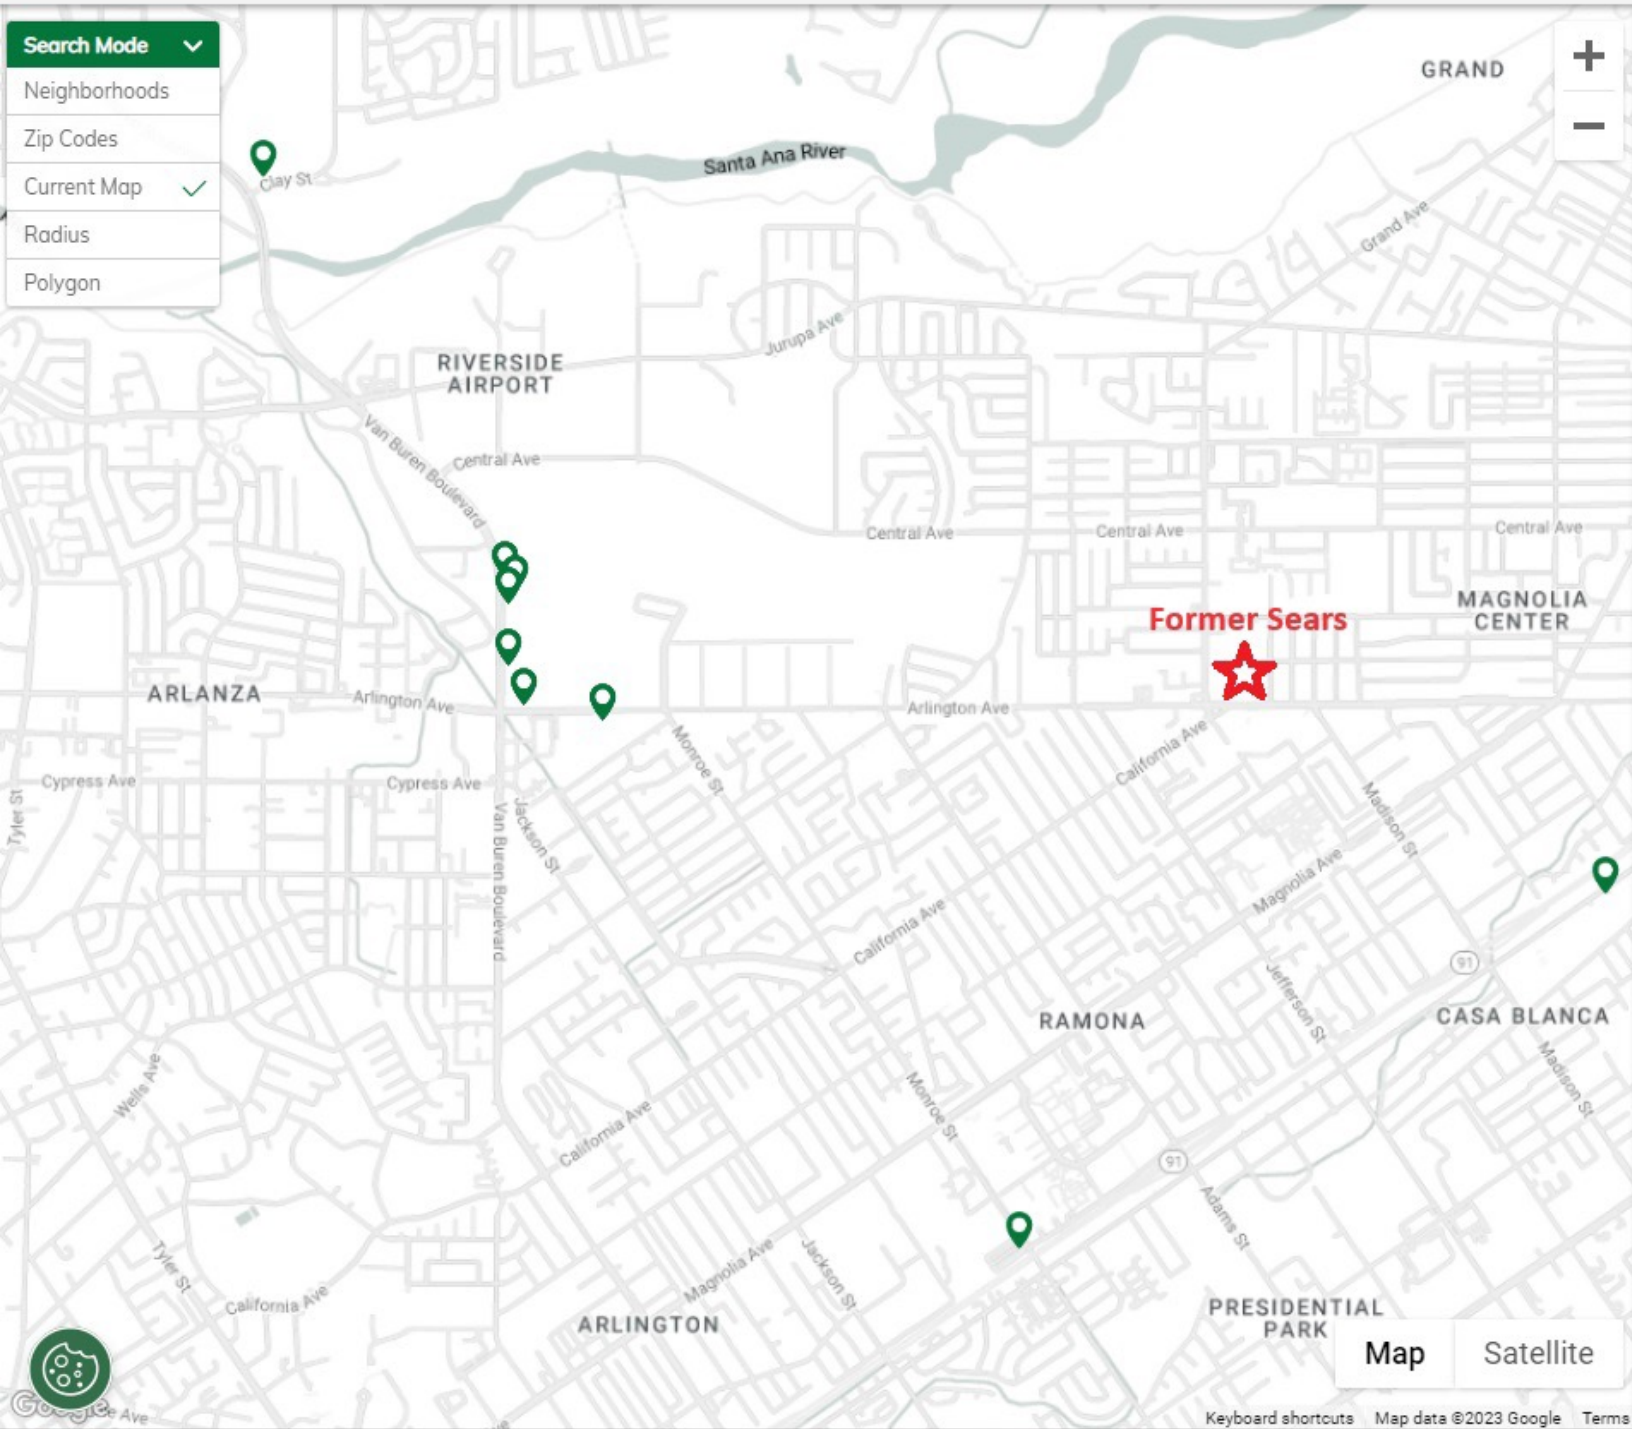 Search Mode
Neighborhoods
Zip Codes
Current Map
Radius
Polygon
GRAND
Clay St
Santa Ana River
Grand Ave
Jurupa Ave
RIVERSIDE
AIRPORT
Van Buren Boulevard
Central Ave
Central Ave
Central Ave
Central Ave
MAGNOLIA
CENTER
Former Sears
ARLANZA
Arlington Ave
Arlington Ave
California Ave
Monroe St
Cypress Ave
Cypress Ave
Tyler St
Van Buren Boulevard
Jackson St
Madison St
Magnolia Ave
California Ave
91
Jefferson St
RAMONA
CASA BLANCA
Madison St
Wells Ave
Monroe St
California Ave
91
Adams St
Tyler St
Magnolia Ave
Jackson St
California Ave
ARLINGTON
PRESIDENTIAL
PARK
Map
Satellite
Google
Ave
Keyboard shortcuts
Map data ©2023 Google
Terms